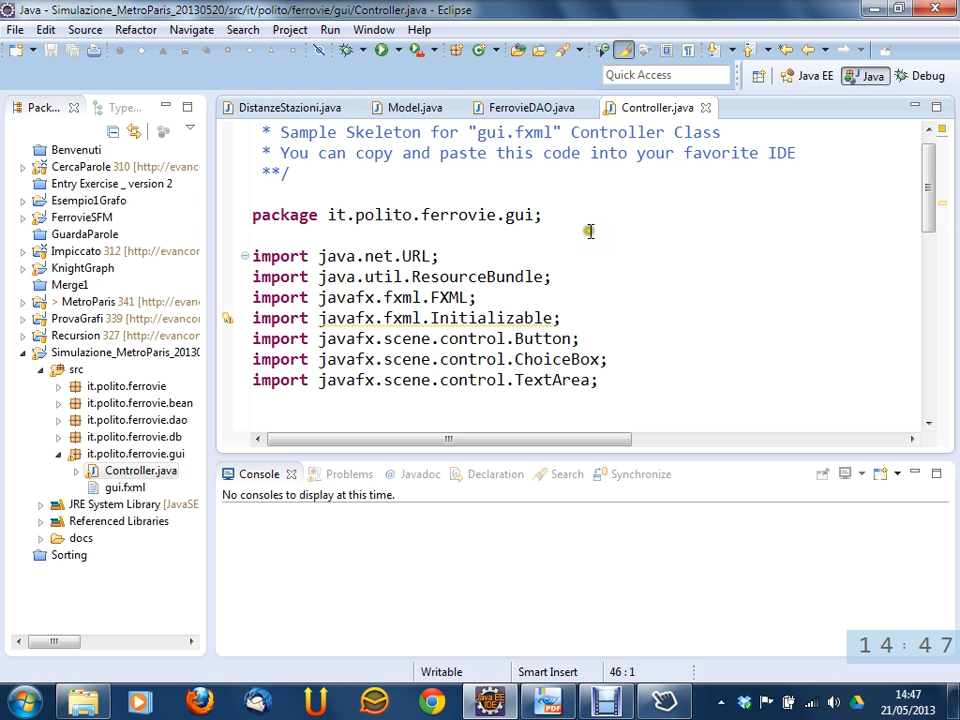 Java - Simulazione_MetroParis_20130520/src/it/polito/ferrovie/gui/Controller.java - Eclipse
File Edit Source Refactor Navigate Search Project Run Window Help
Quick Access
Java EE Java Debug
Pack... Type...
Benvenuti
CercaParole 310 [http://evancor
Entry Exercise _ version 2
Esempio1Grafo
FerrovieSFM
GuardaParole
Impiccato 312 [http://evancorn
KnightGraph
Merge1
> MetroParis 341 [http://evancor
ProvaGrafi 339 [http://evancorn
Recursion 327 [http://evancorn
Simulazione_MetroParis_20130
src
it.polito.ferrovie
it.polito.ferrovie.bean
it.polito.ferrovie.dao
it.polito.ferrovie.db
it.polito.ferrovie.gui
Controller.java
gui.fxml
JRE System Library [JavaSE
Referenced Libraries
docs
Sorting
DistanzeStazioni.java Model.java FerrovieDAO.java Controller.java
* Sample Skeleton for "gui.fxml" Controller Class
* You can copy and paste this code into your favorite IDE
**/
package it.polito.ferrovie.gui;
import java.net.URL;
import java.util.ResourceBundle;
import javafx.fxml.FXML;
import javafx.fxml.Initializable;
import javafx.scene.control.Button;
import javafx.scene.control.ChoiceBox;
import javafx.scene.control.TextArea;
Console Problems Javadoc Declaration Search Synchronize
No consoles to display at this time.
14:47
Writable Smart Insert 46 : 1
Java EE
IDE
PDF
14:47
21/05/2013